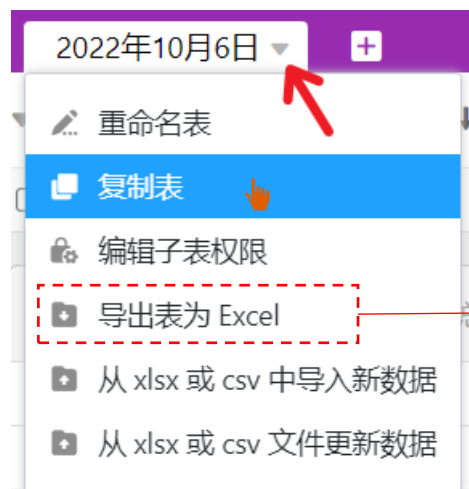 2022年10月6日
重命名表
复制表
编辑子表权限
导出表为 Excel
从 xlsx 或 csv 中导入新数据
从 xlsx 或 csv 文件更新数据